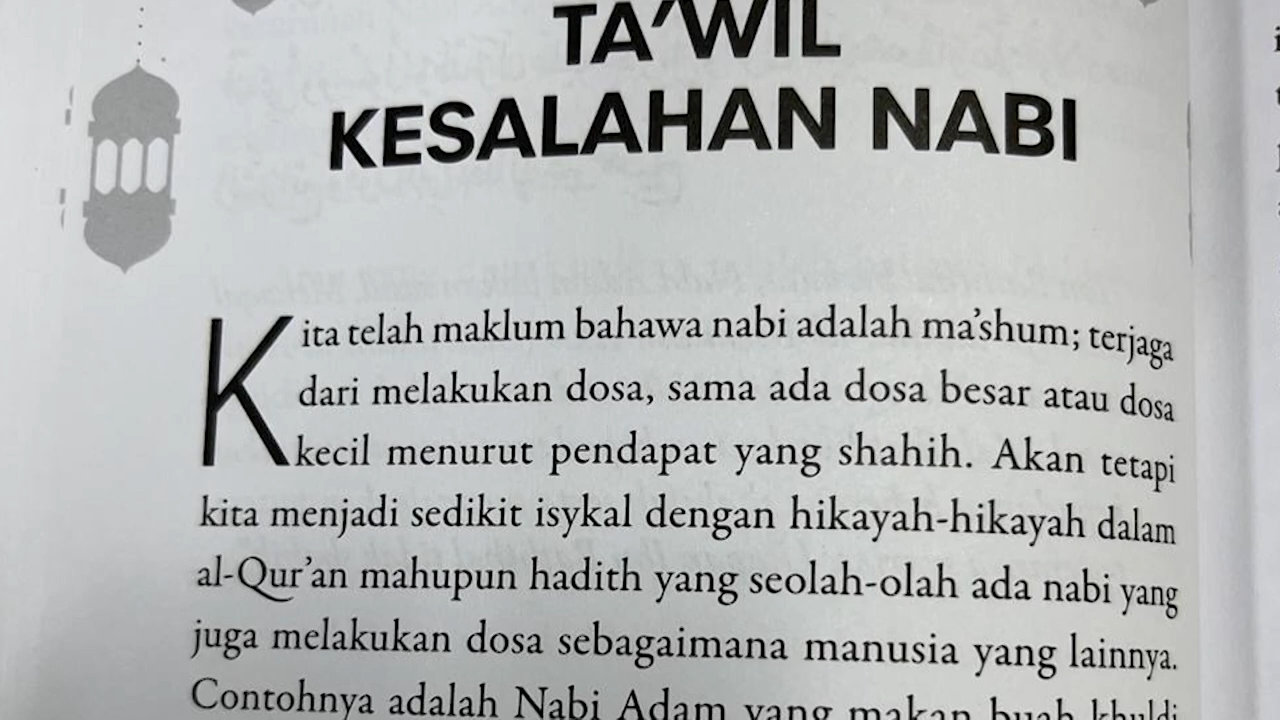 TA’WIL
KESALAHAN NABI
Kita telah maklum bahawa nabi adalah ma’shum; terjaga
dari melakukan dosa, sama ada dosa besar atau dosa
kecil menurut pendapat yang shahih. Akan tetapi
kita menjadi sedikit isykal dengan hikayah-hikayah dalam
al-Qur’an mahupun hadith yang seolah-olah ada nabi yang
juga melakukan dosa sebagaimana manusia yang lainnya.
Contohnya adalah Nabi Adam yang makan buah khuldi